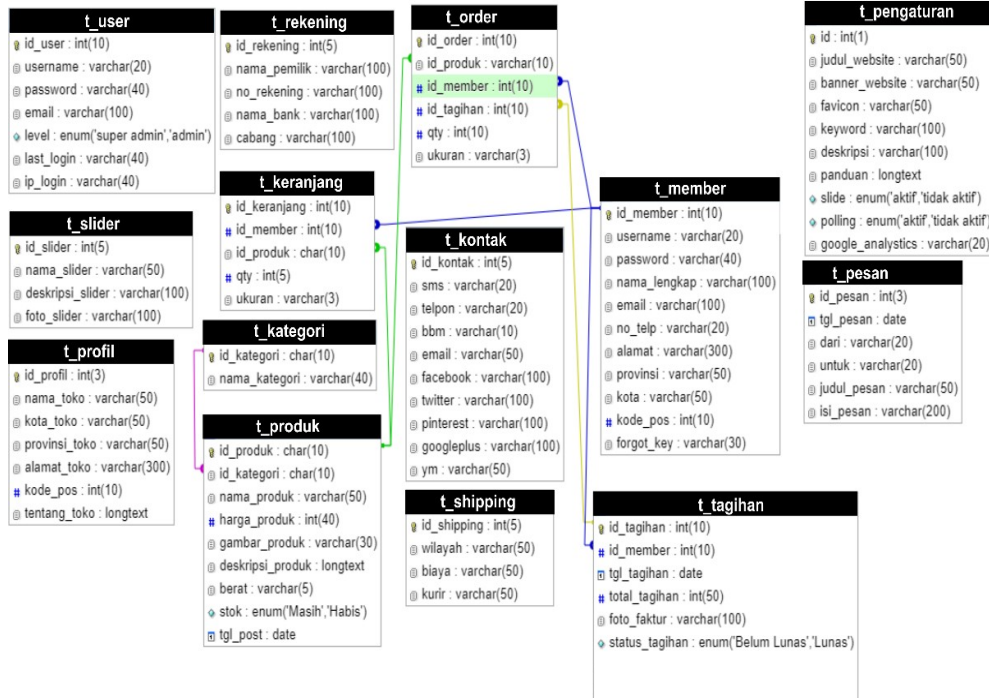 t_user
id_user : int(10)
username : varchar(20)
password : varchar(40)
email : varchar(100)
level : enum('super admin','admin')
last_login : varchar(40)
ip_login : varchar(40)
t_rekening
id_rekening : int(5)
nama_pemilik : varchar(100)
no_rekening : varchar(100)
nama_bank : varchar(100)
cabang : varchar(100)
t_order
id_order : int(10)
id_produk : varchar(10)
# id_member : int(10)
# id_tagihan : int(10)
# qty : int(10)
ukuran : varchar(3)
t_pengaturan
id : int(1)
judul_website : varchar(50)
banner_website : varchar(50)
favicon : varchar(50)
keyword : varchar(100)
deskripsi : varchar(100)
panduan : longtext
slide : enum('aktif','tidak aktif')
polling : enum('aktif','tidak aktif')
google_analystics : varchar(20)
t_slider
id_slider : int(5)
nama_slider : varchar(50)
deskripsi_slider : varchar(100)
foto_slider : varchar(100)
t_keranjang
id_keranjang : int(10)
# id_member : int(10)
id_produk : char(10)
# qty : int(5)
ukuran : varchar(3)
t_kontak
id_kontak : int(5)
sms : varchar(20)
telpon : varchar(20)
bbm : varchar(10)
email : varchar(50)
facebook : varchar(100)
twitter : varchar(100)
pinterest : varchar(100)
googleplus : varchar(100)
ym : varchar(50)
t_member
id_member : int(10)
username : varchar(20)
password : varchar(40)
nama_lengkap : varchar(100)
email : varchar(100)
no_telp : varchar(20)
alamat : varchar(300)
provinsi : varchar(50)
kota : varchar(50)
# kode_pos : int(10)
forgot_key : varchar(30)
t_pesan
id_pesan : int(3)
tgl_pesan : date
dari : varchar(20)
untuk : varchar(20)
judul_pesan : varchar(50)
isi_pesan : varchar(200)
t_profil
id_profil : int(3)
nama_toko : varchar(50)
kota_toko : varchar(50)
provinsi_toko : varchar(50)
alamat_toko : varchar(300)
# kode_pos : int(10)
tentang_toko : longtext
t_kategori
id_kategori : char(10)
nama_kategori : varchar(40)
t_produk
id_produk : char(10)
id_kategori : char(10)
nama_produk : varchar(50)
# harga_produk : int(40)
gambar_produk : varchar(30)
deskripsi_produk : longtext
berat : varchar(5)
stok : enum('Masih','Habis')
tgl_post : date
t_shipping
id_shipping : int(5)
wilayah : varchar(50)
biaya : varchar(50)
kurir : varchar(50)
t_tagihan
id_tagihan : int(10)
# id_member : int(10)
tgl_tagihan : date
# total_tagihan : int(50)
foto_faktur : varchar(100)
status_tagihan : enum('Belum Lunas','Lunas')